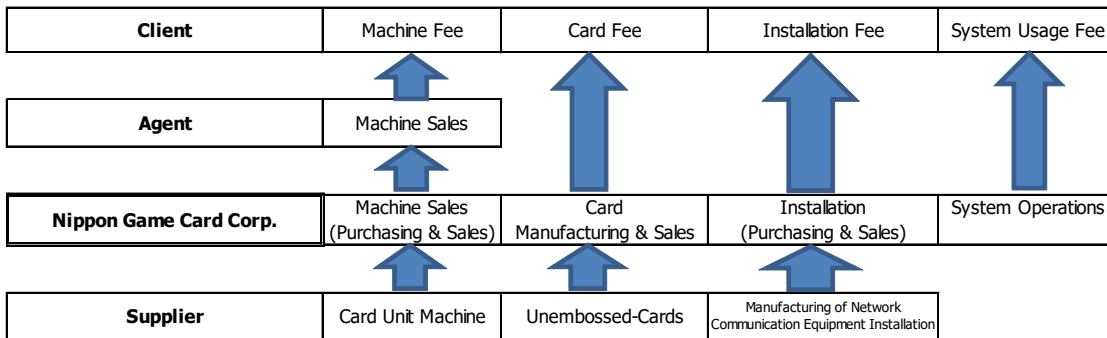 Client
Machine Fee
Card Fee
Installation Fee
System Usage Fee
Agent
Machine Sales
Nippon Game Card Corp.
Machine Sales
(Purchasing & Sales)
Card
Manufacturing & Sales
Installation
(Purchasing & Sales)
System Operations
Supplier
Card Unit Machine
Unembossed-Cards
Manufacturing of Network
Communication Equipment Installation